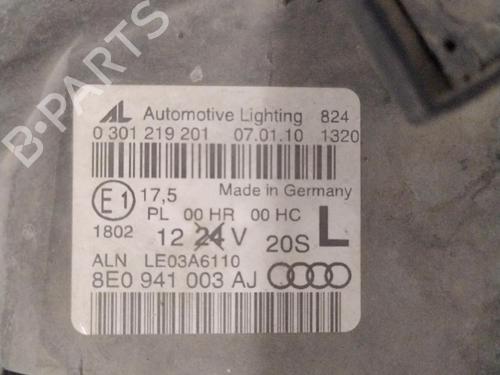 B-PARTS
AL Automotive Lighting 824
0 301 219 201 07.01.10 1320
E1 17,5 Made in Germany
PL 00 HR 00 HC
1802 12 24 V 20S L
ALN LE03A6110
8E0 941 003 AJ